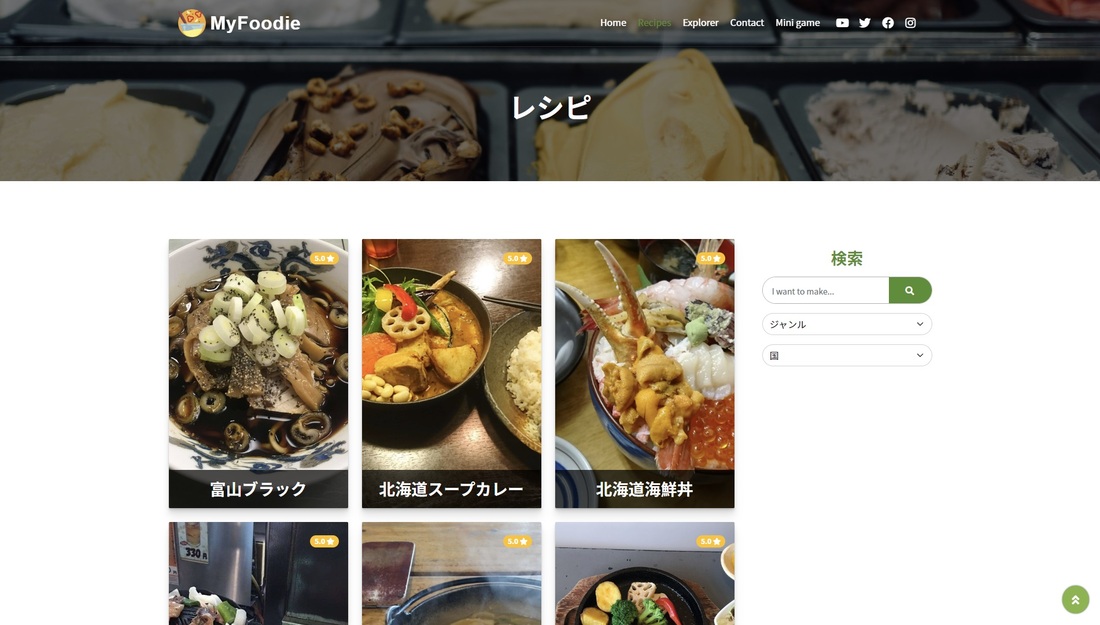 MyFoodie
Home Recipes Explorer Contact Mini game
レシピ
5.0
5.0
5.0
検索
I want to make...
ジャンル
国
富山ブラック
北海道スープカレー
北海道海鮮丼
5.0
5.0
5.0
330